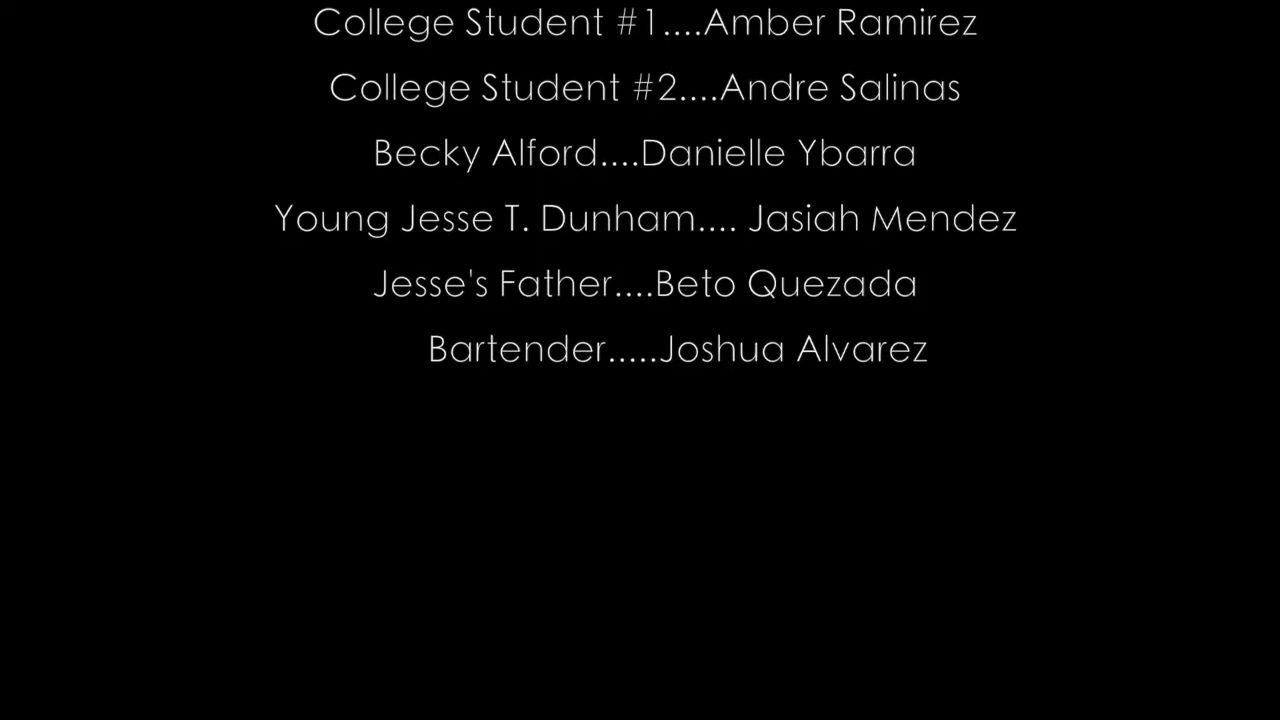 College Student #1....Amber Ramirez
College Student #2....Andre Salinas
Becky Alford....Danielle Ybarra
Young Jesse T. Dunham.... Jasiah Mendez
Jesse's Father....Beto Quezada
Bartender.....Joshua Alvarez